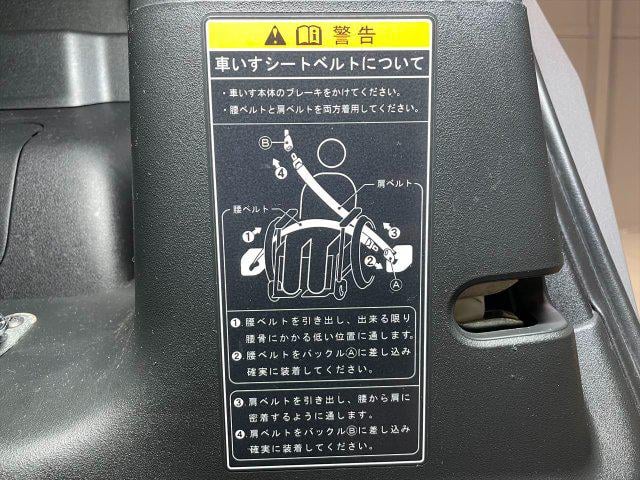 警告
車いすシートベルトについて
・車いす本体のブレーキをかけてください。
・腰ベルトと肩ベルトを両方着用してください。
Ⓑ
❹
肩ベルト
腰ベルト
❶
❸
❷
Ⓐ
❶.腰ベルトを引き出し、出来る限り
腰骨にかかる低い位置に通します。
❷.腰ベルトをバックルⒶに差し込み
確実に装着してください。
❸.肩ベルトを引き出し、腰から肩に
密着するように通します。
❹.肩ベルトをバックルⒷに差し込み
確実に装着してください。